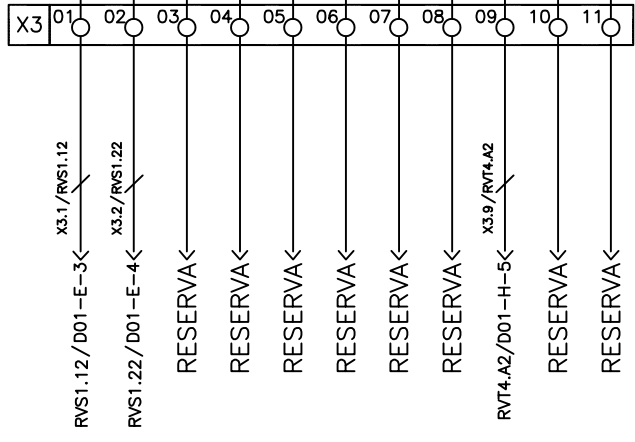 X3 01 02 03 04 05 06 07 08 09 10 11
X3.1/RVS1.12
X3.2/RVS1.22
X3.9/RVT4.A2
RVS1.12/D01-E-3
RVS1.22/D01-E-4
RESERVA
RESERVA
RESERVA
RESERVA
RESERVA
RESERVA
RVT4.A2/D01-H-5
RESERVA
RESERVA